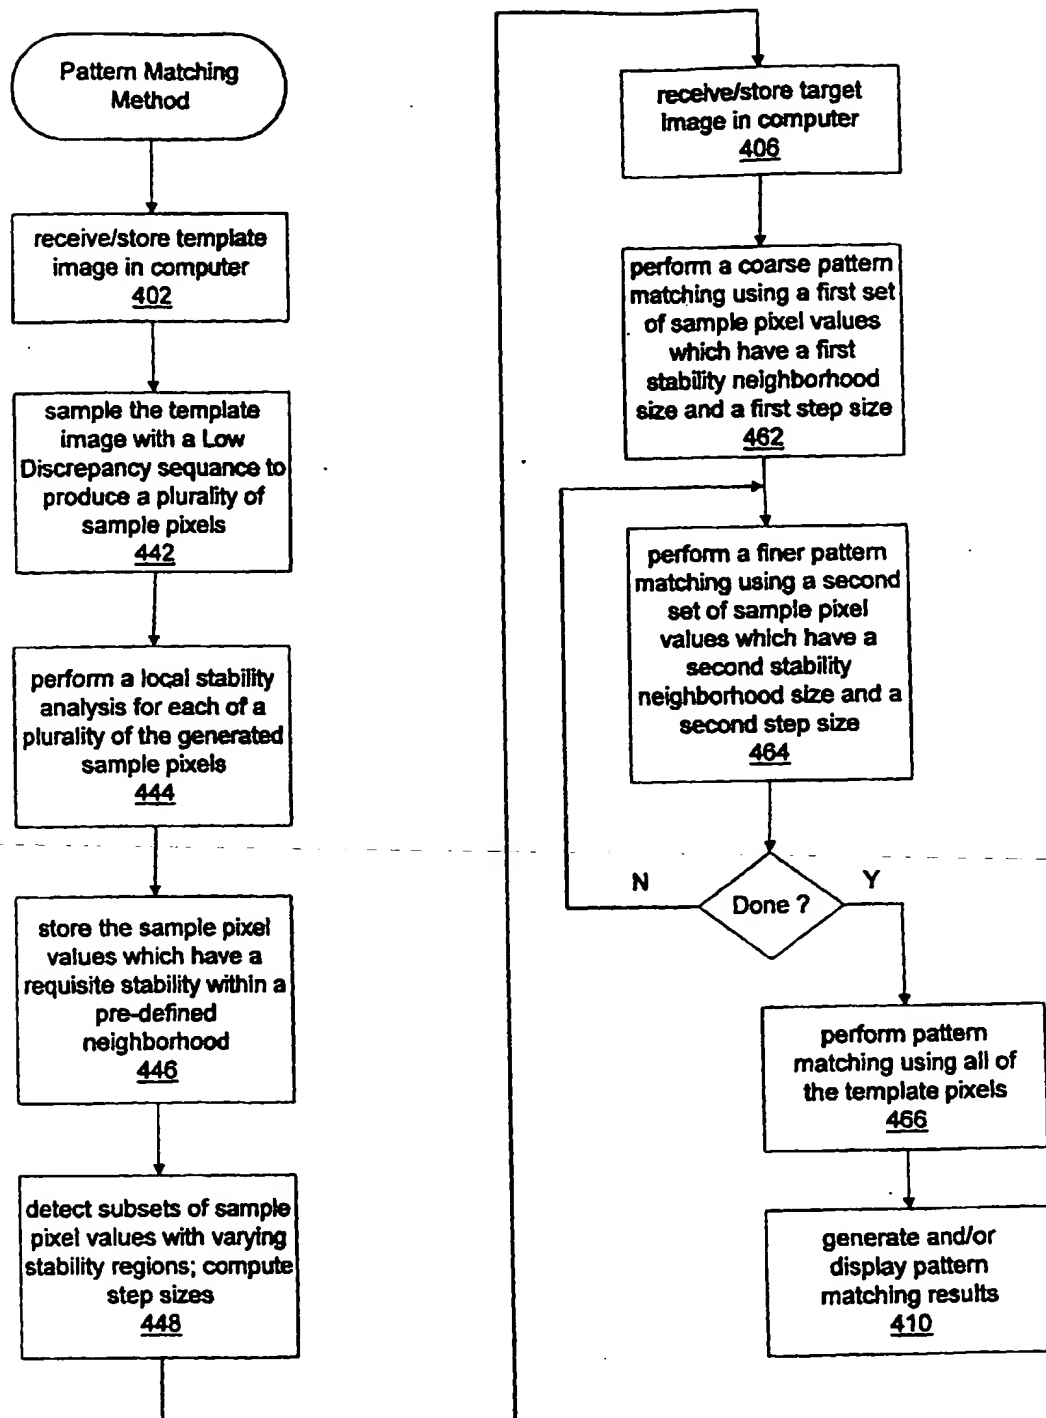 Pattern Matching
Method
receive/store template
image in computer
402
sample the template
image with a Low
Discrepancy sequance to
produce a plurality of
sample pixels
442
perform a local stability
analysis for each of a
plurality of the generated
sample pixels
444
store the sample pixel
values which have a
requisite stability within a
pre-defined
neighborhood
446
detect subsets of sample
pixel values with varying
stability regions; compute
step sizes
448
receive/store target
image in computer
406
perform a coarse pattern
matching using a first set
of sample pixel values
which have a first
stability neighborhood
size and a first step size
462
perform a finer pattern
matching using a second
set of sample pixel
values which have a
second stability
neighborhood size and a
second step size
464
N
Done ?
Y
perform pattern
matching using all of
the template pixels
466
generate and/or
display pattern
matching results
410